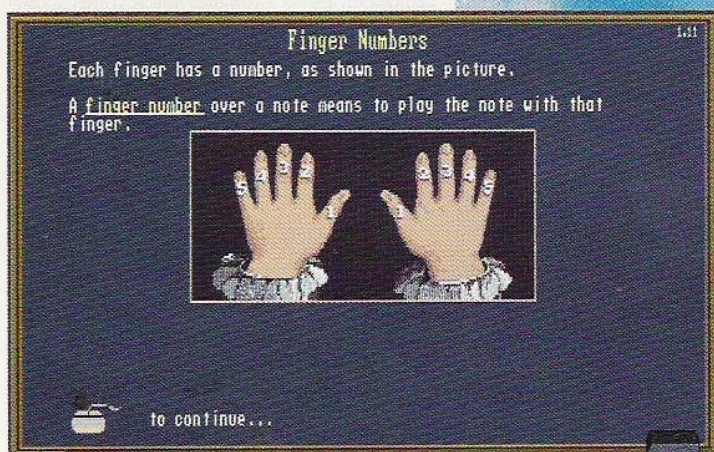 Finger Numbers
1.11
Each finger has a number, as shown in the picture.
A finger number over a note means to play the note with that
finger.
5 4 3 2 1 1 2 3 4 5
to continue...